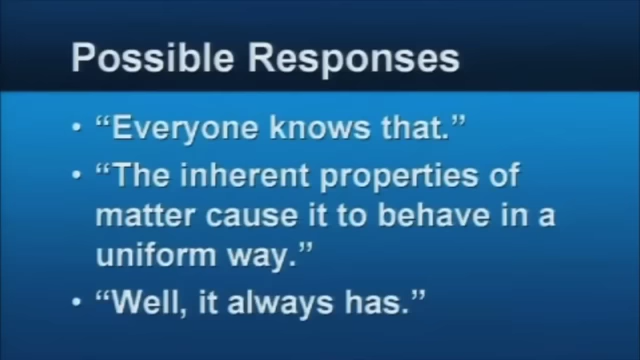 Possible Responses
• “Everyone knows that.”
• “The inherent properties of
matter cause it to behave in a
uniform way.”
• “Well, it always has.”